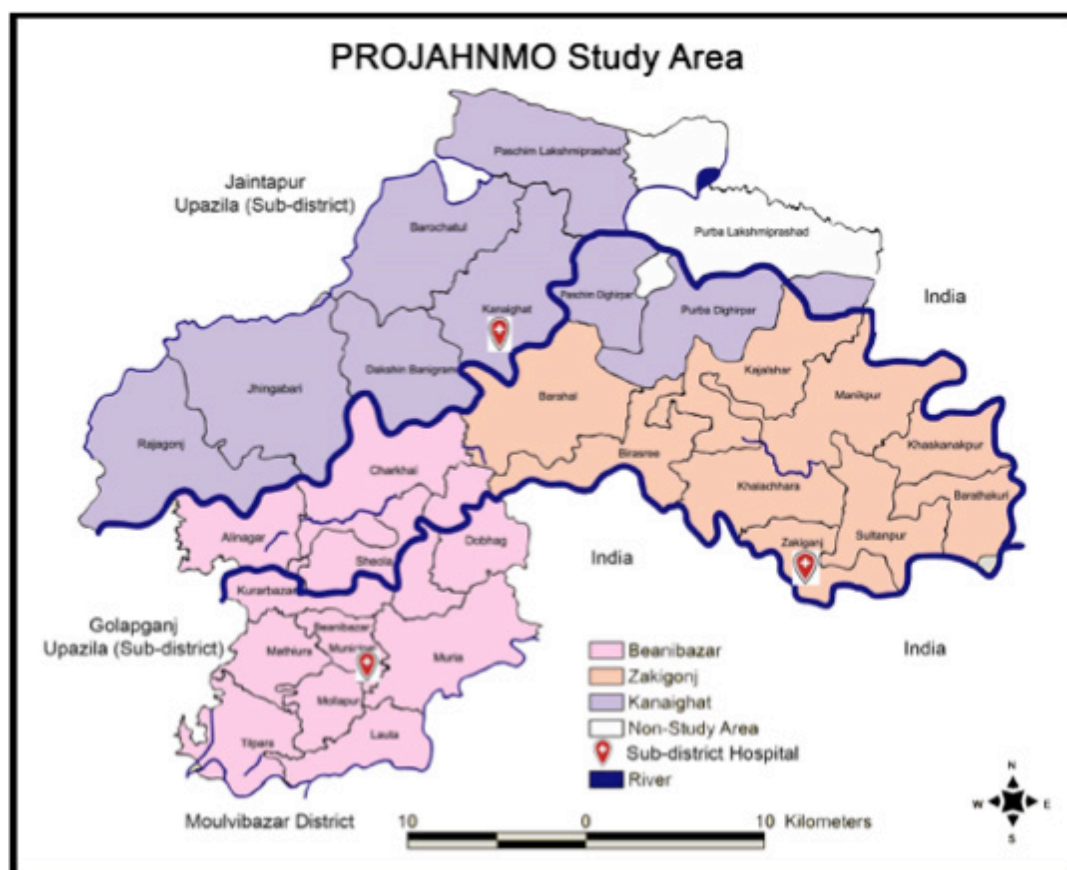 PROJAHNMO Study Area
Paschim Lakshmiprashad
Jaintapur
Upazila (Sub-district)
Barochatul
Purba Lakshmiprashad
India
Kanaighat
Paschim Dighirpar
Purba Dighirpar
Dakshin Banigram
Jhingabari
Kajalshar
Barahal
Manikpur
Rajagonj
Birasree
Khaskanakpur
Charkhai
Khalachhara
Barathakuri
Alinagar
Dobhag
Zakiganj
Sultanpur
Sheola
India
Kurarbazar
Golapganj
Upazila (Sub-district)
Beanibazar
Mathiura
Muria
India
Mollapur
Tilpara
Lauta
Beanibazar
Zakigonj
Kanaighat
Non-Study Area
Sub-district Hospital
River
N
W E
S
Moulvibazar District
10 0 10 Kilometers